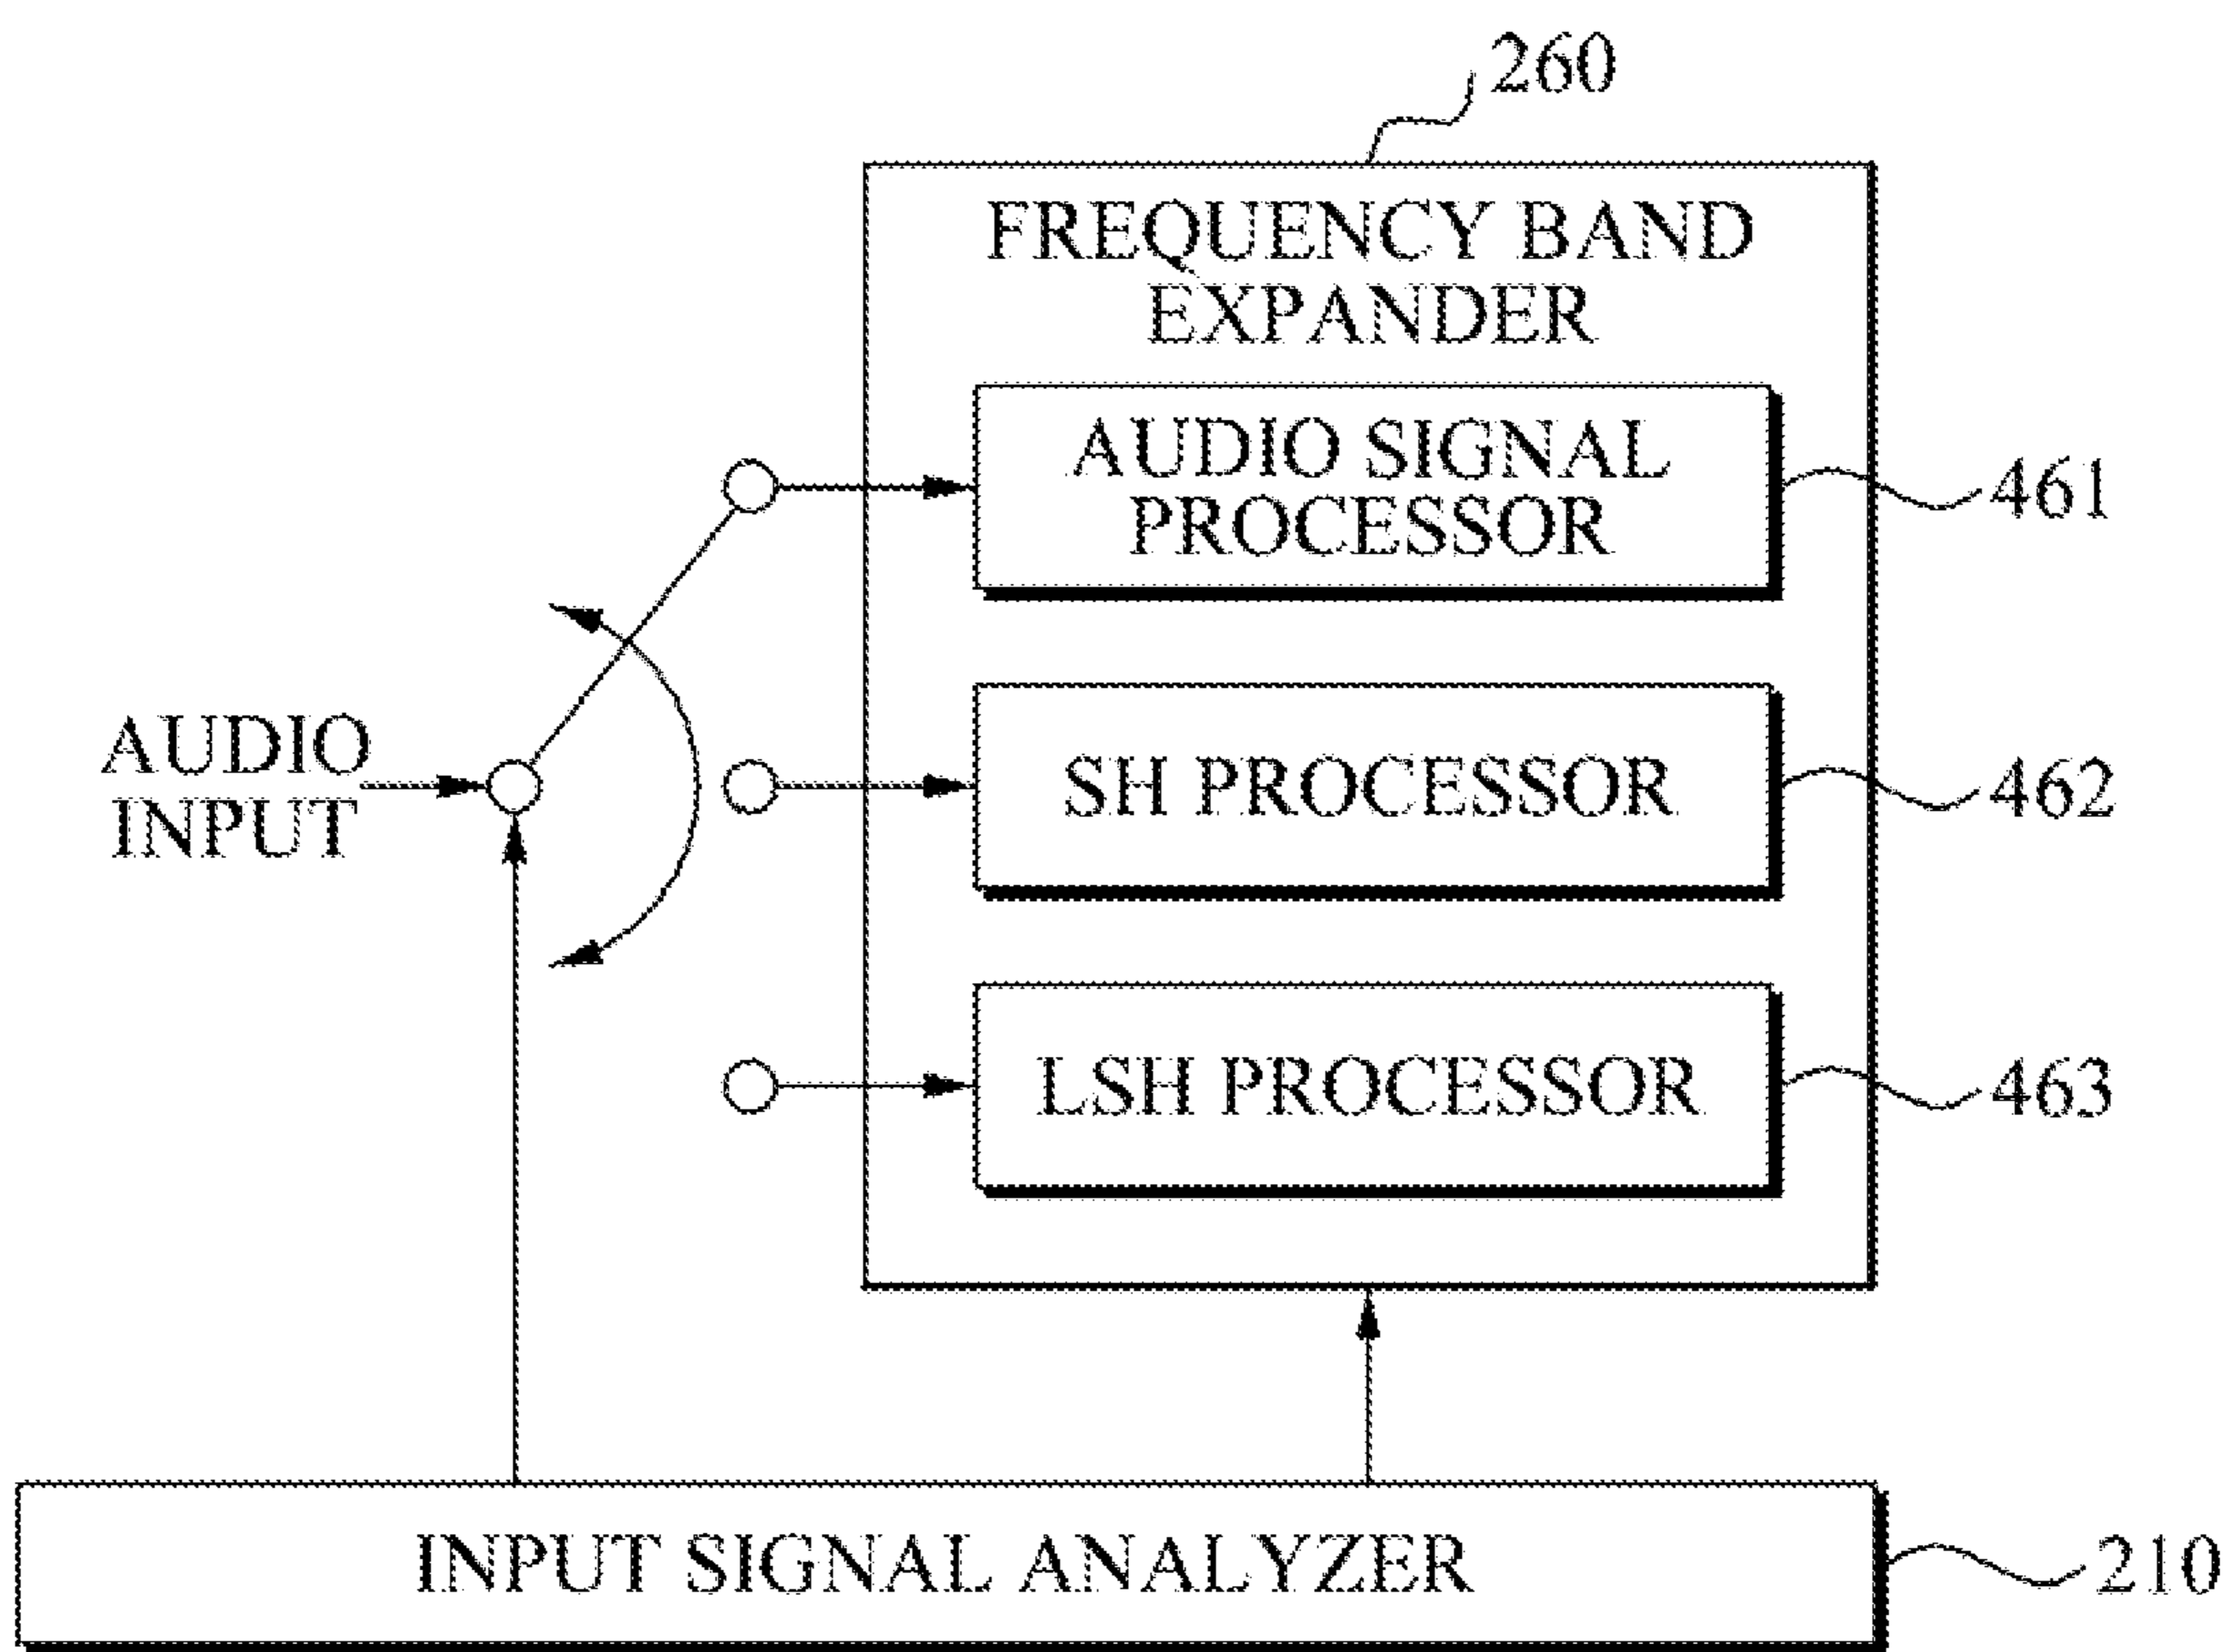 260
FREQUENCY BAND
EXPANDER
AUDIO SIGNAL
PROCESSOR
461
AUDIO
INPUT
SH PROCESSOR
462
LSH PROCESSOR
463
INPUT SIGNAL ANALYZER
210